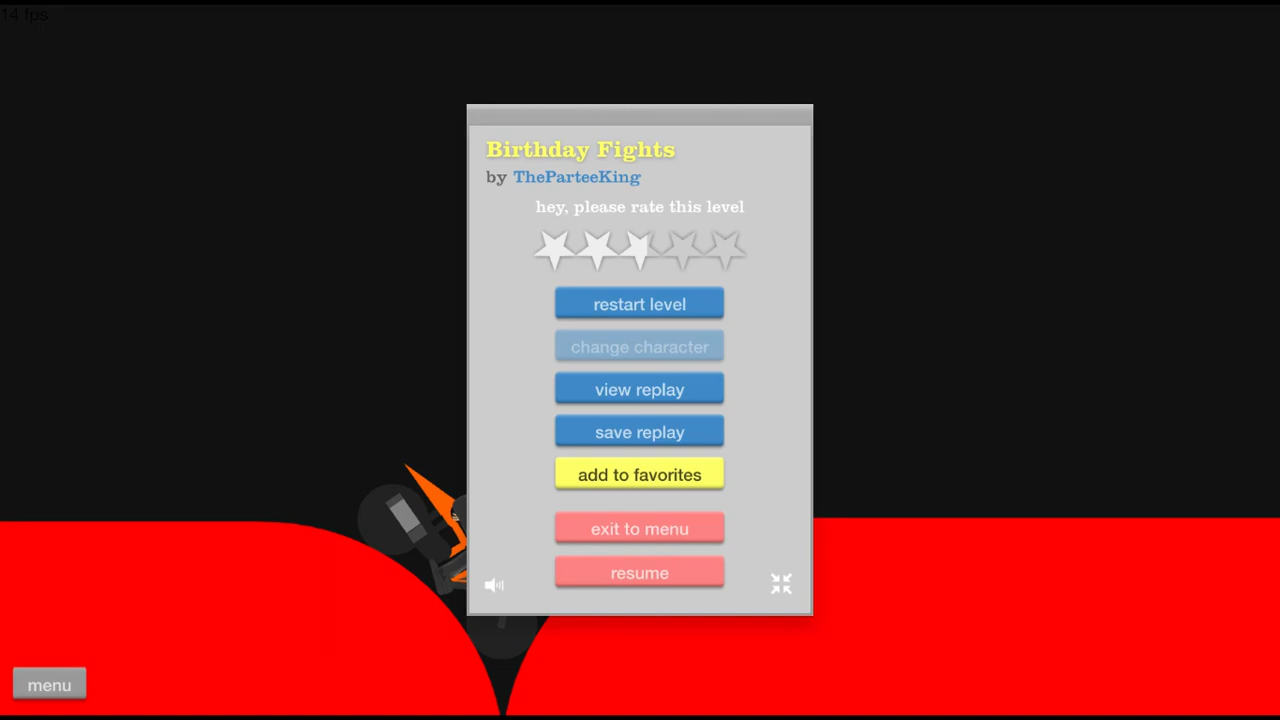 14 fps
Birthday Fights
by TheParteeKing
hey, please rate this level
restart level
change character
view replay
save replay
add to favorites
exit to menu
resume
menu